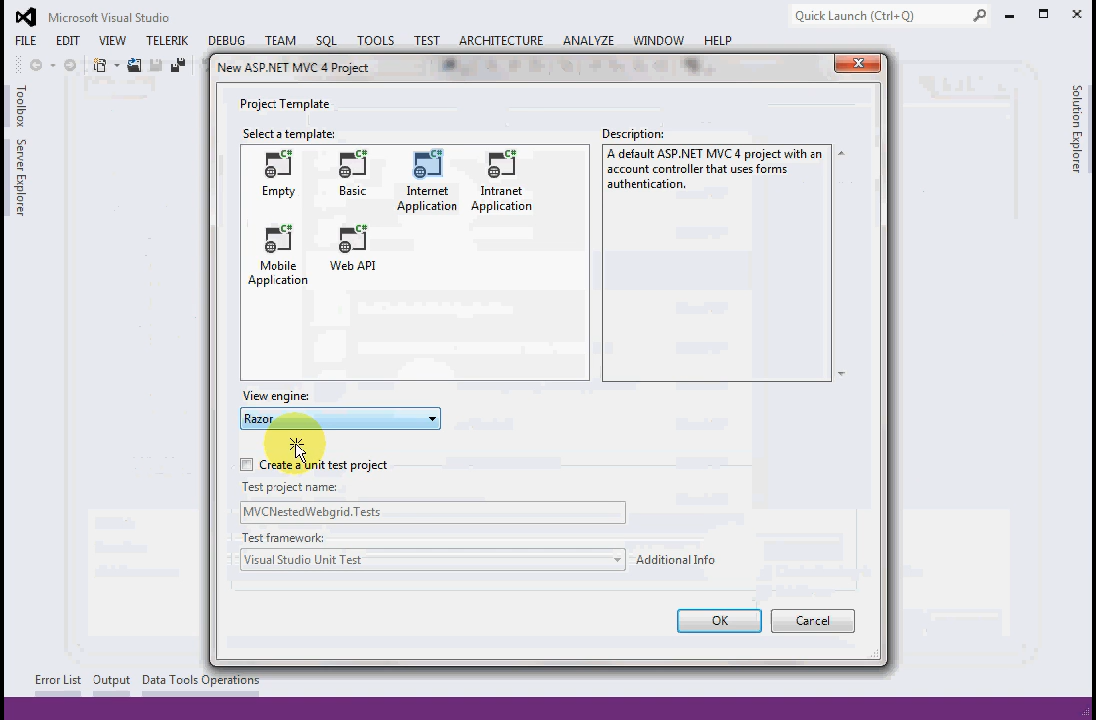 Microsoft Visual Studio
Quick Launch (Ctrl+Q)
FILE EDIT VIEW TELERIK DEBUG TEAM SQL TOOLS TEST ARCHITECTURE ANALYZE WINDOW HELP
Toolbox
Server Explorer
Solution Explorer
New ASP.NET MVC 4 Project
Project Template
Select a template:
Description:
C# C# C# C#
Empty Basic Internet Application Intranet Application
C# C#
Mobile Application Web API
A default ASP.NET MVC 4 project with an
account controller that uses forms
authentication.
View engine:
Razor
Create a unit test project
Test project name:
MVCNestedWebgrid.Tests
Test framework:
Visual Studio Unit Test Additional Info
OK Cancel
Error List Output Data Tools Operations